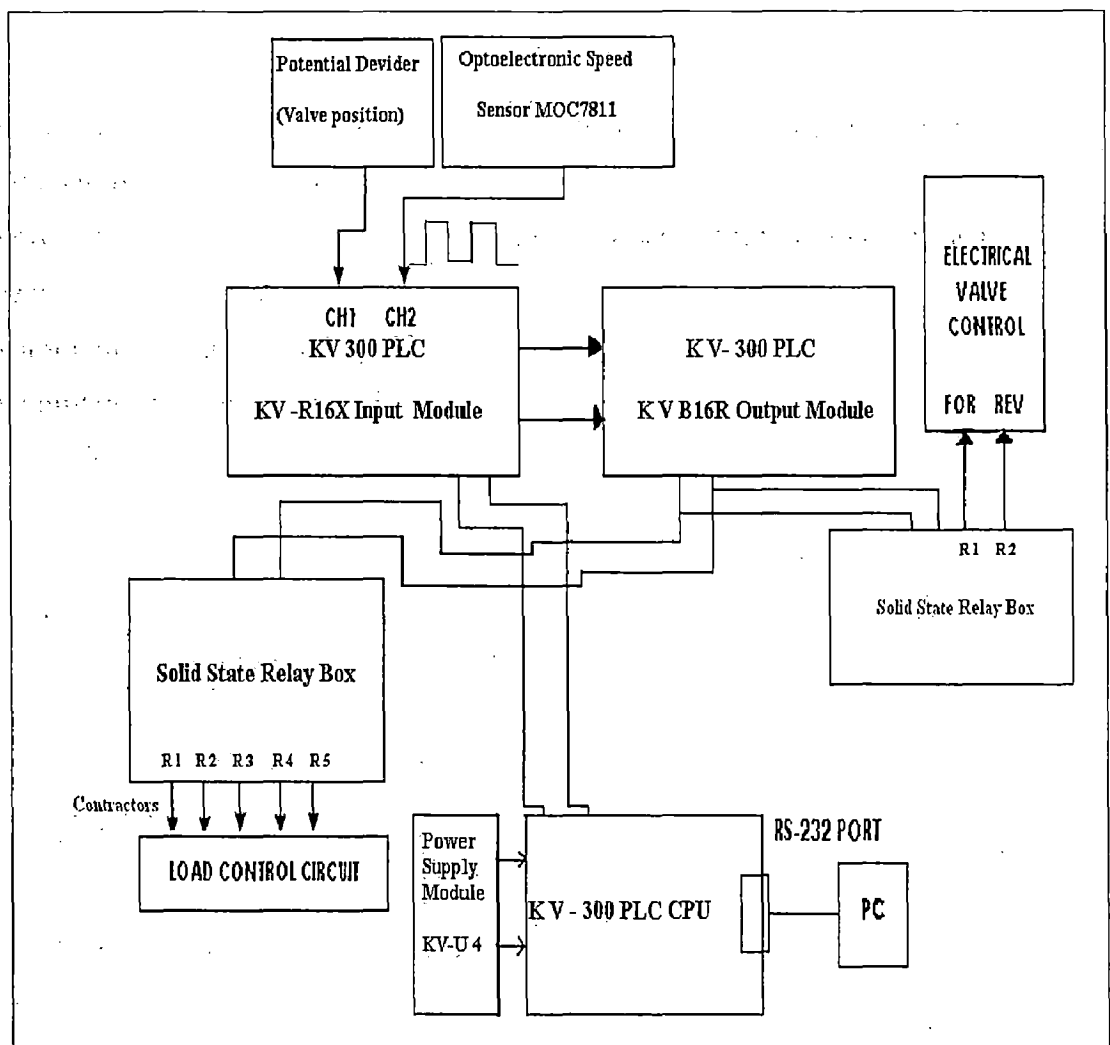 Potential Devider
(Valve position)
Optoelectronic Speed
Sensor MOC7811
ELECTRICAL
VALVE
CONTROL
FOR REV
CH1 CH2
KV 300 PLC
KV -R16X Input Module
K V- 300 PLC
K V B16R Output Module
R1 R2
Solid State Relay Box
Solid State Relay Box
R1 R2 R3 R4 R5
Contractors
LOAD CONTROL CIRCUIT
Power
Supply
Module
KV-U 4
K V - 300 PLC CPU
RS-232 PORT
PC